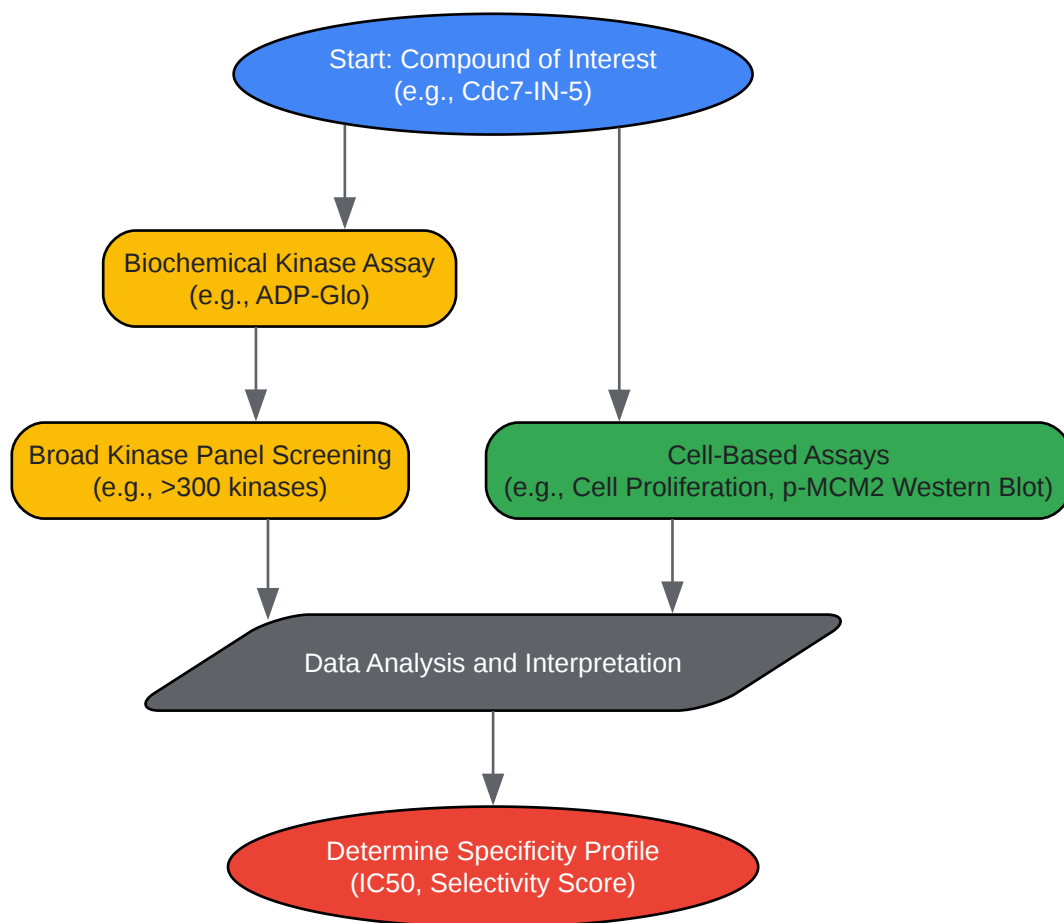 Start: Compound of Interest
(e.g., Cdc7-IN-5)
Biochemical Kinase Assay
(e.g., ADP-Glo)
Broad Kinase Panel Screening
(e.g., >300 kinases)
Cell-Based Assays
(e.g., Cell Proliferation, p-MCM2 Western Blot)
Data Analysis and Interpretation
Determine Specificity Profile
(IC50, Selectivity Score)